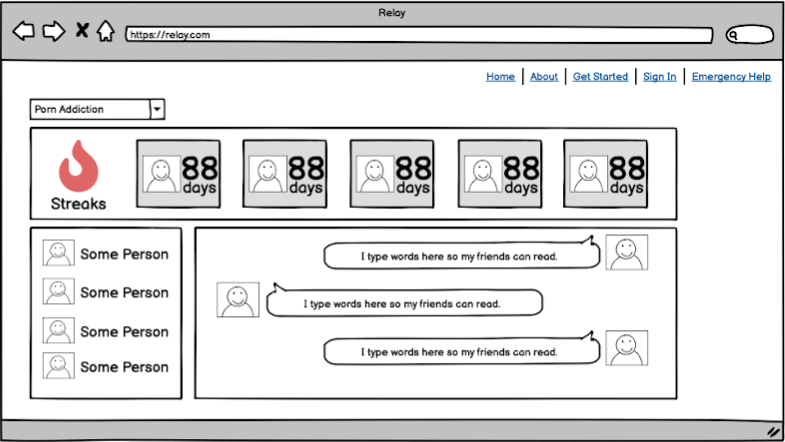 Relay
https://relay.com
Home About Get Started Sign In Emergency Help
Porn Addiction
88 88 88 88 88
days days days days days
Streaks
Some Person
I type words here so my friends can read.
Some Person
I type words here so my friends can read.
Some Person
I type words here so my friends can read.
Some Person